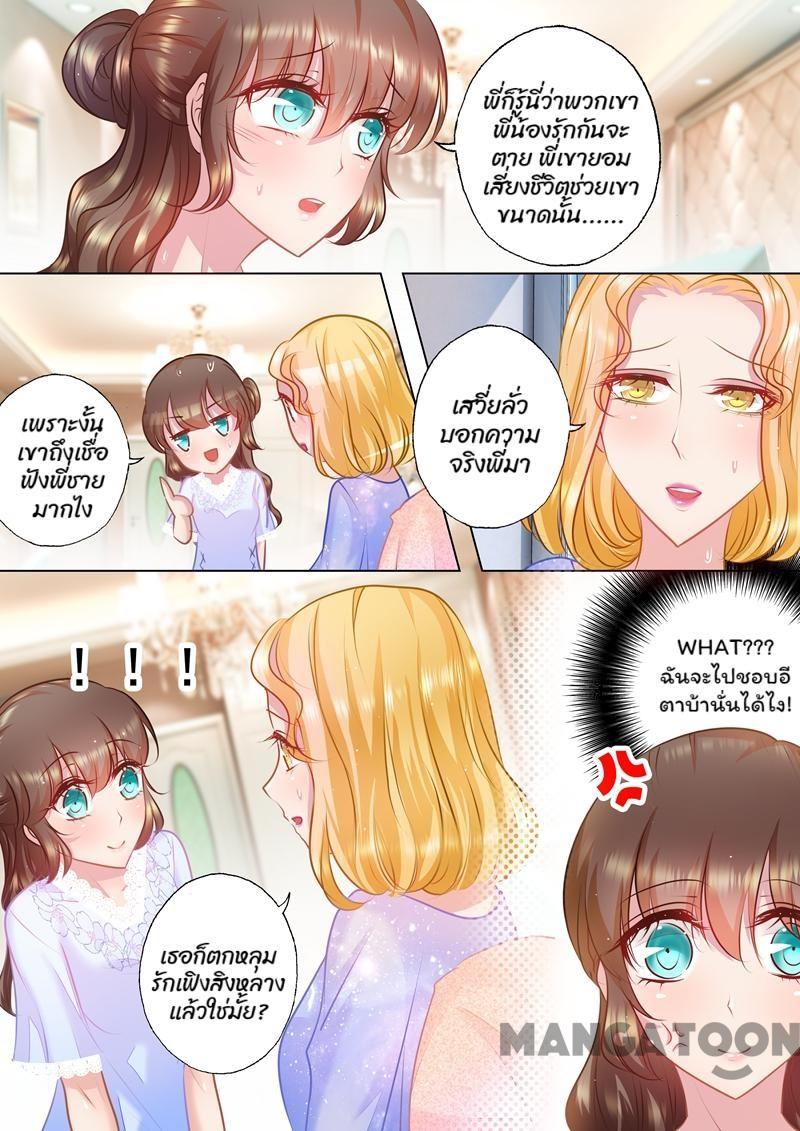 พี่ก็รู้นี่ว่าพวกเขา
พี่น้องรักกันจะ
ตาย พี่เขายอม
เสี่ยงชีวิตช่วยเขา
ขนาดนั้น......
เพราะงั้น
เขาถึงเชื่อ
ฟังพี่ชาย
มากไง
เสวี่ยลั่ว
บอกความ
จริงพี่มา
! ! !
เธอก็ตกหลุม
รักเฟิงสิงหลาง
แล้วใช่มั้ย?
WHAT???
ฉันจะไปชอบอี
ตาบ้านั่นได้ไง!
MANGATOON